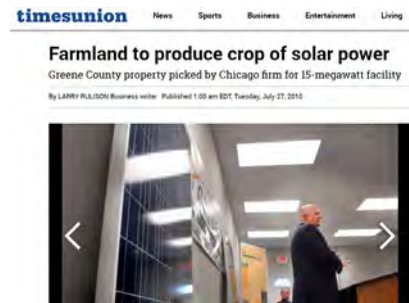 timesunion News Sports Business Entertainment Living
Farmland to produce crop of solar power
Greene County property picked by Chicago firm for 15-megawatt facility
By LARRY RULISON Business writer Published 1:00 am EDT, Tuesday, July 27, 2010